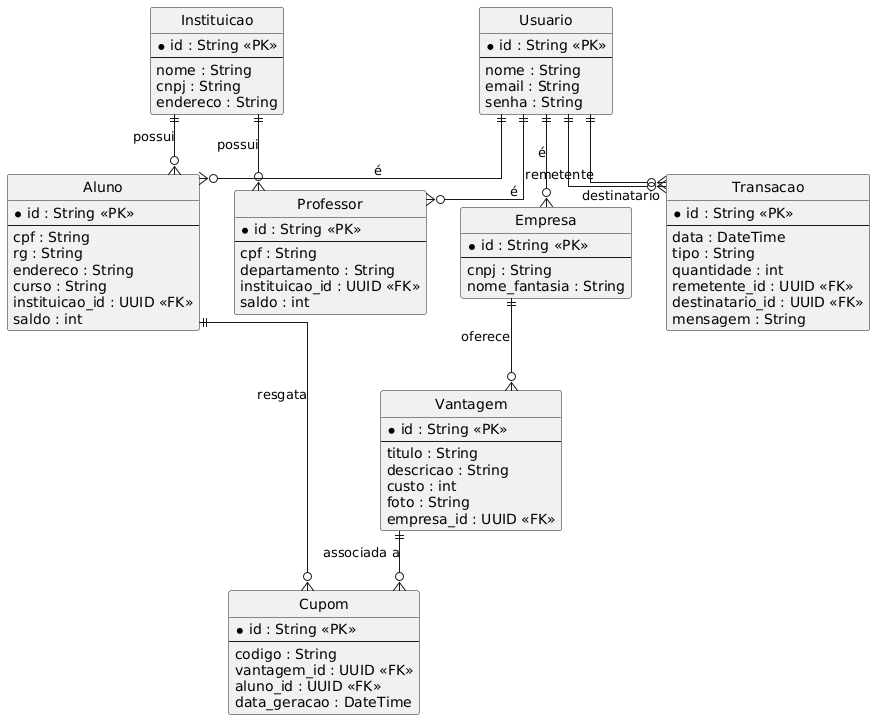 Instituicao
* id : String «PK»
nome : String
cnpj : String
endereco : String
Usuario
* id : String «PK»
nome : String
email : String
senha : String
possui
possui
é
é
é
remetente
destinatario
Aluno
* id : String «PK»
cpf : String
rg : String
endereco : String
curso : String
instituicao_id : UUID «FK»
saldo : int
Professor
* id : String «PK»
cpf : String
departamento : String
instituicao_id : UUID «FK»
saldo : int
Empresa
* id : String «PK»
cnpj : String
nome_fantasia : String
Transacao
* id : String «PK»
data : DateTime
tipo : String
quantidade : int
remetente_id : UUID «FK»
destinatario_id : UUID «FK»
mensagem : String
oferece
resgata
Vantagem
* id : String «PK»
titulo : String
descricao : String
custo : int
foto : String
empresa_id : UUID «FK»
associada a
Cupom
* id : String «PK»
codigo : String
vantagem_id : UUID «FK»
aluno_id : UUID «FK»
data_geracao : DateTime